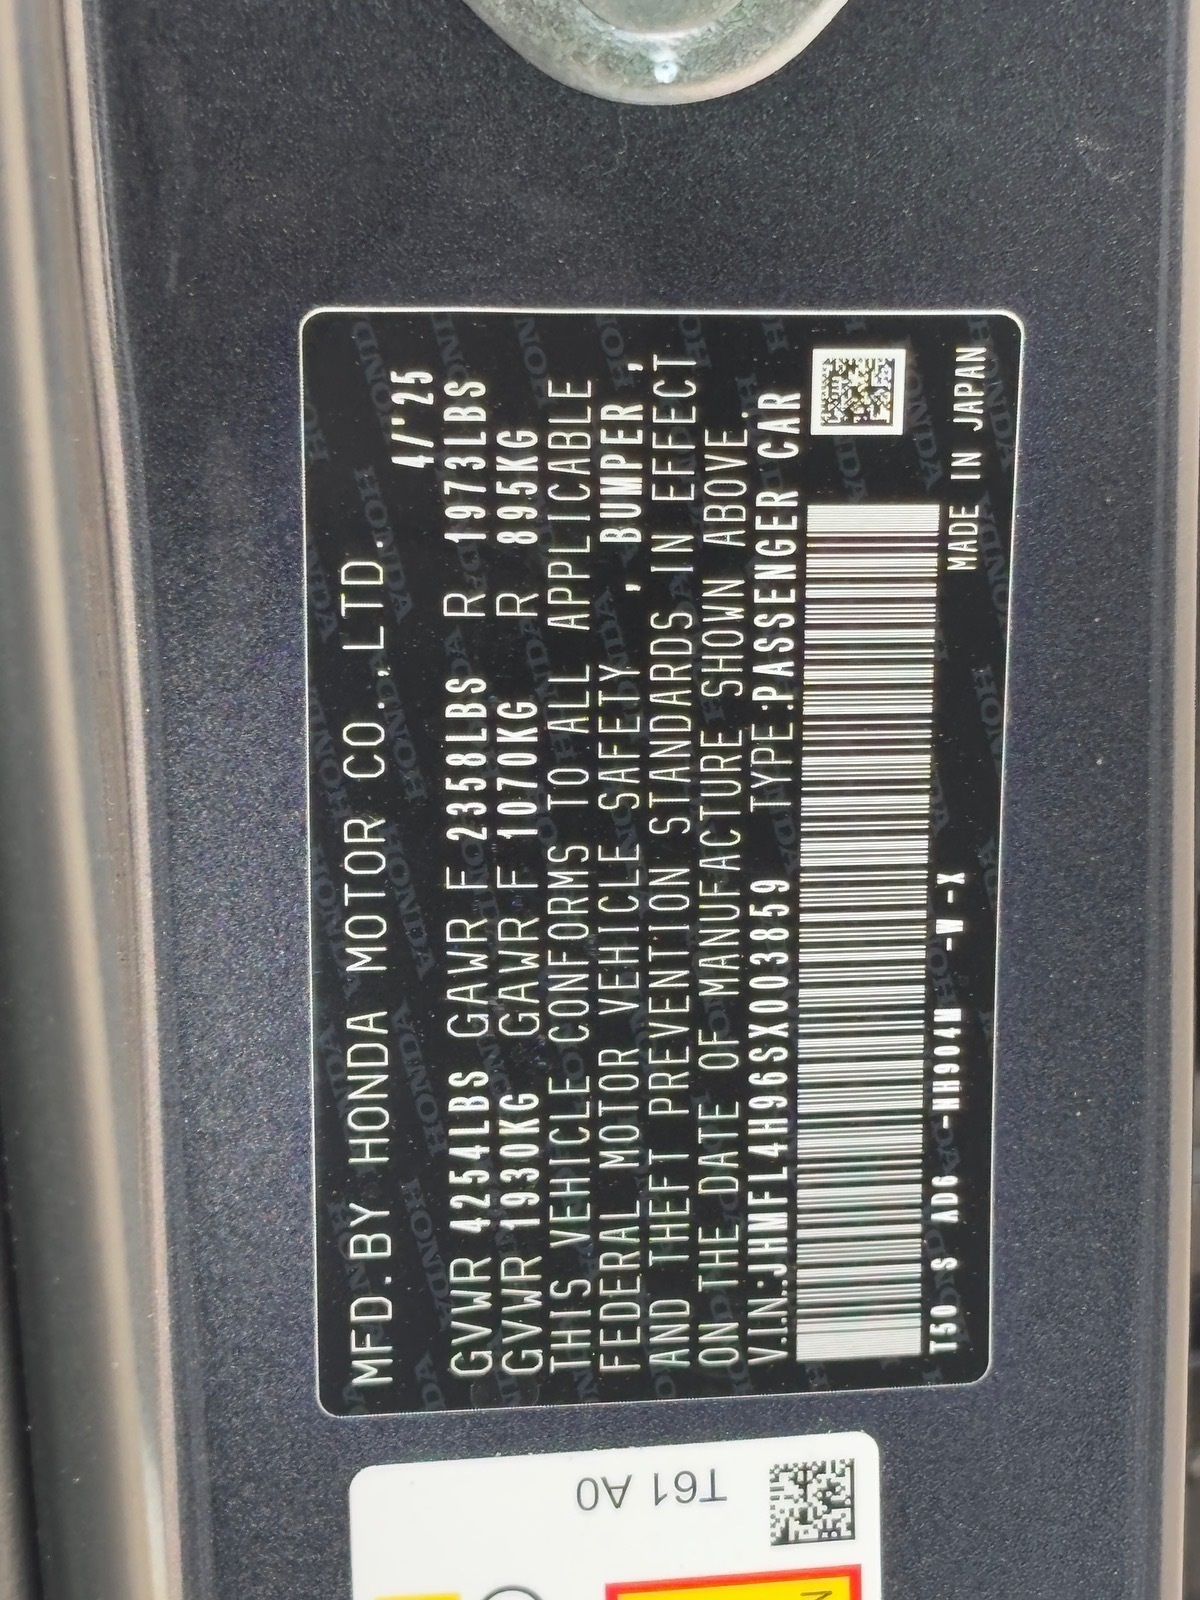 MFD.BY HONDA MOTOR CO.,LTD. 4/'25
GVWR 4254LBS GAWR F 2358LBS R 1973LBS
GVWR 1930KG GAWR F 1070KG R 895KG
THIS VEHICLE CONFORMS TO ALL APPLICABLE
FEDERAL MOTOR VEHICLE SAFETY , BUMPER ,
AND THEFT PREVENTION STANDARDS IN EFFECT
ON THE DATE OF MANUFACTURE SHOWN ABOVE.
V.I.N.:JHMFL4H96SX003859 TYPE:PASSENGER CAR
MADE IN JAPAN
T50 S AD6 -NH904M -W -X
T61 A0